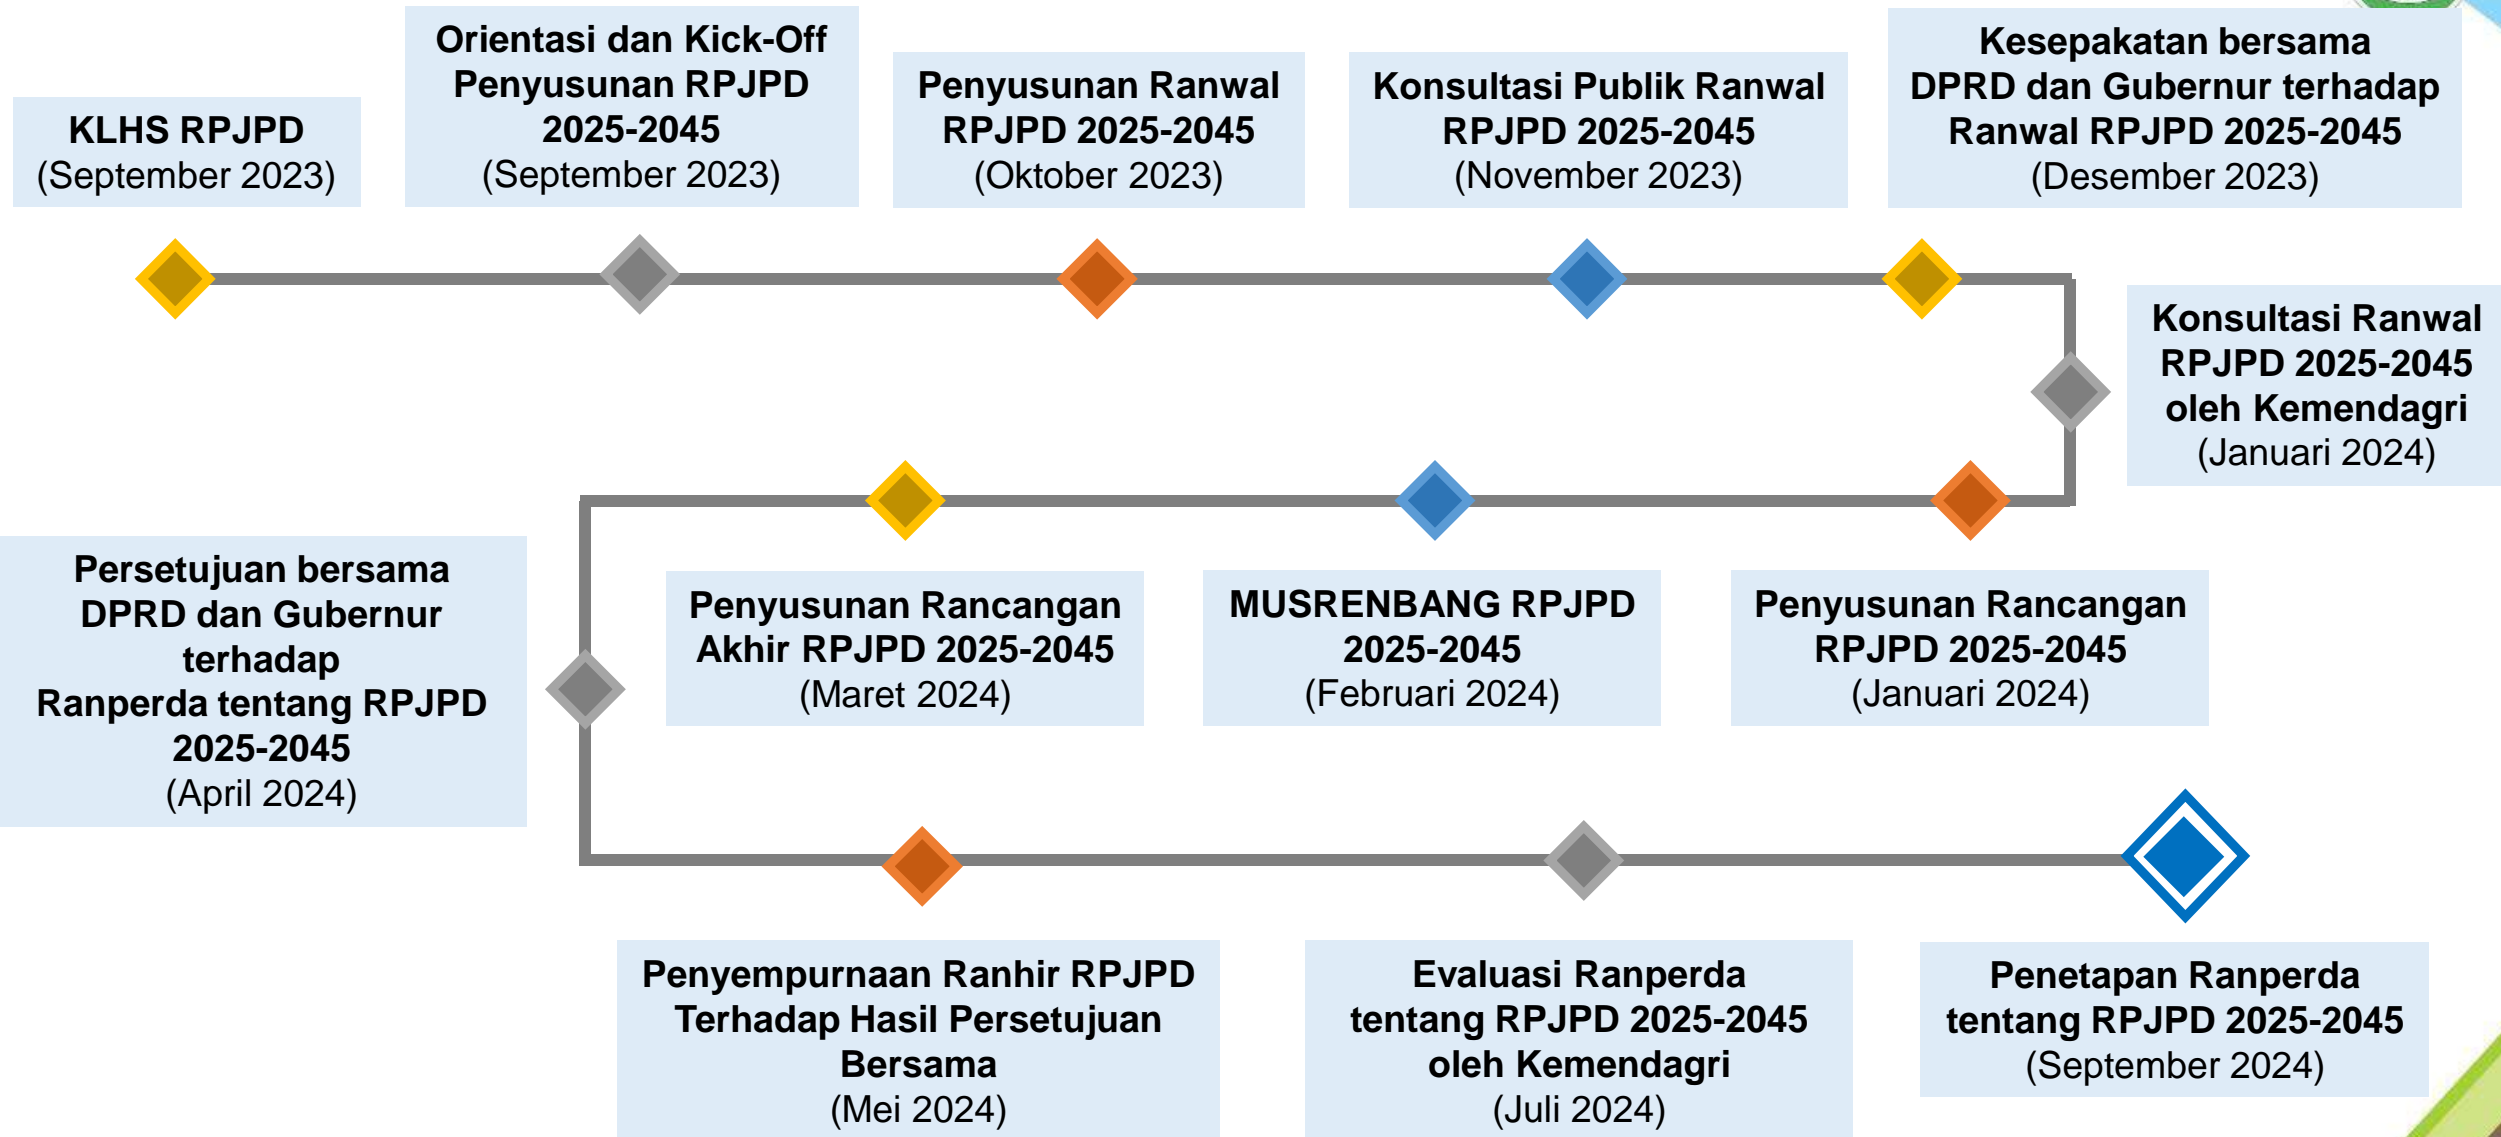 KLHS RPJPD
(September 2023)
Orientasi dan Kick-Off
Penyusunan RPJPD
2025-2045
(September 2023)
Penyusunan Ranwal
RPJPD 2025-2045
(Oktober 2023)
Konsultasi Publik Ranwal
RPJPD 2025-2045
(November 2023)
Kesepakatan bersama
DPRD dan Gubernur terhadap
Ranwal RPJPD 2025-2045
(Desember 2023)
Konsultasi Ranwal
RPJPD 2025-2045
oleh Kemendagri
(Januari 2024)
Penyusunan Rancangan
RPJPD 2025-2045
(Januari 2024)
MUSRENBANG RPJPD
2025-2045
(Februari 2024)
Penyusunan Rancangan
Akhir RPJPD 2025-2045
(Maret 2024)
Persetujuan bersama
DPRD dan Gubernur
terhadap
Ranperda tentang RPJPD
2025-2045
(April 2024)
Penyempurnaan Ranhir RPJPD
Terhadap Hasil Persetujuan
Bersama
(Mei 2024)
Evaluasi Ranperda
tentang RPJPD 2025-2045
oleh Kemendagri
(Juli 2024)
Penetapan Ranperda
tentang RPJPD 2025-2045
(September 2024)